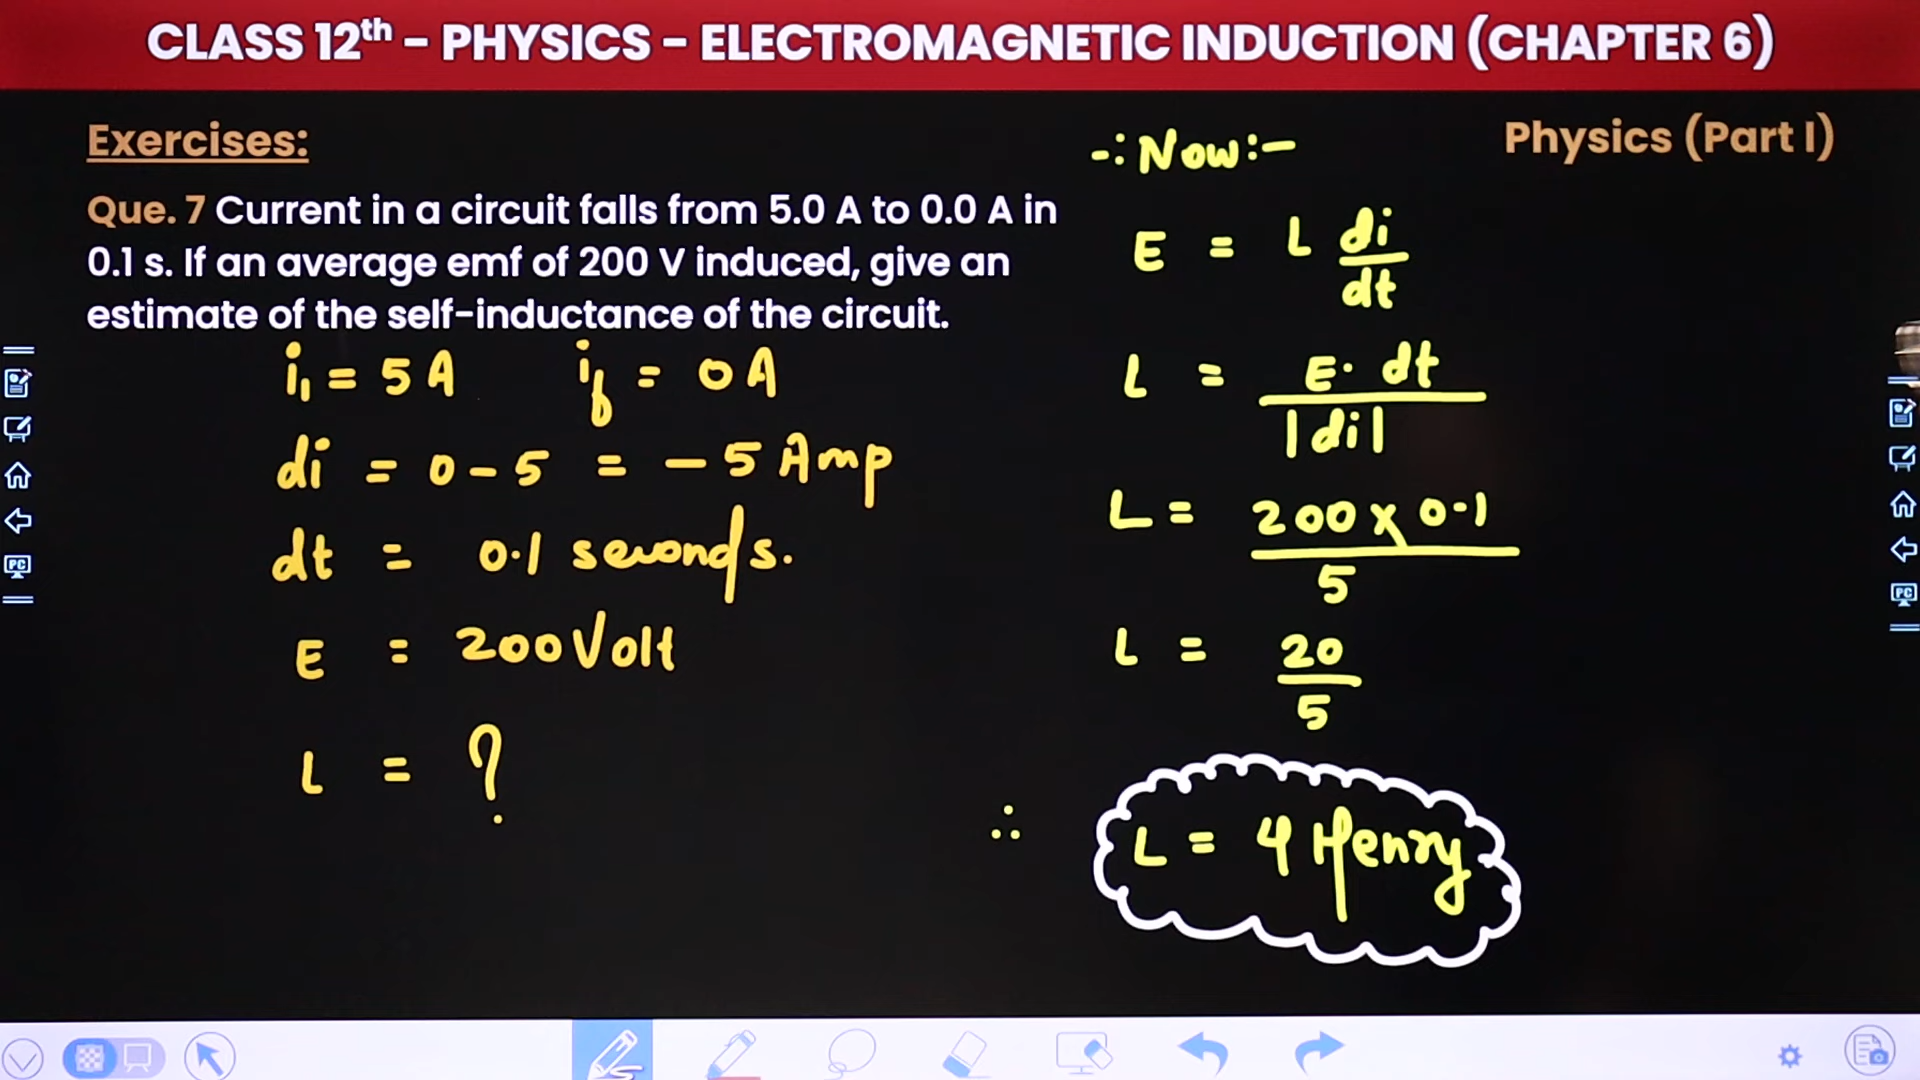 CLASS 12th - PHYSICS - ELECTROMAGNETIC INDUCTION (CHAPTER 6)
Physics (Part I)
Exercises:
Que. 7 Current in a circuit falls from 5.0 A to 0.0 A in
0.1 s. If an average emf of 200 V induced, give an
estimate of the self-inductance of the circuit.
i₁ = 5 A i_f = 0 A
di = 0 - 5 = - 5 Amp
dt = 0.1 seconds.
E = 200 Volt
L = ?
-: Now :-
E = L di/dt
L = E. dt / |di|
L = 200 x 0.1 / 5
L = 20/5
∴ L = 4 Henry
PC
PC